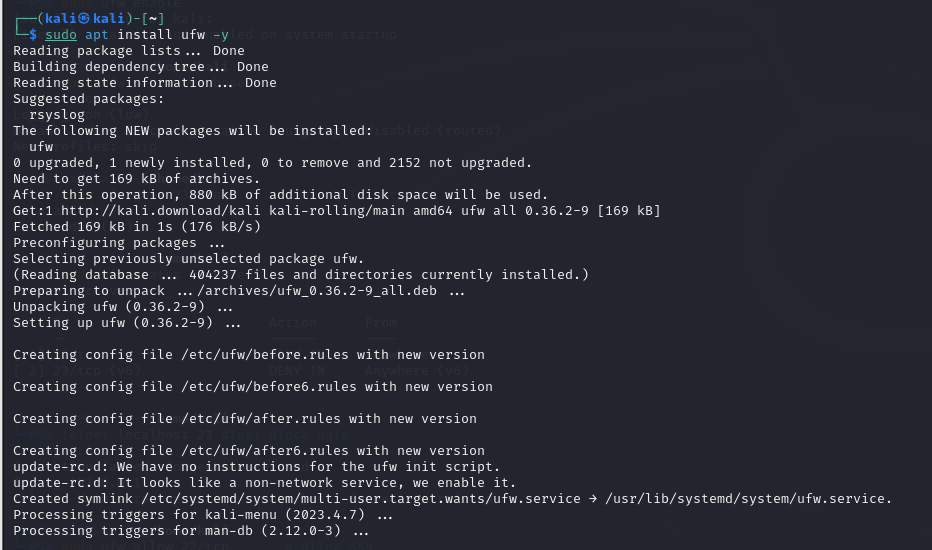 ┌──(kali㉿kali)-[~]
└─$ sudo apt install ufw -y
Reading package lists... Done
Building dependency tree... Done
Reading state information... Done
Suggested packages:
  rsyslog
The following NEW packages will be installed:
  ufw
0 upgraded, 1 newly installed, 0 to remove and 2152 not upgraded.
Need to get 169 kB of archives.
After this operation, 880 kB of additional disk space will be used.
Get:1 http://kali.download/kali kali-rolling/main amd64 ufw all 0.36.2-9 [169 kB]
Fetched 169 kB in 1s (176 kB/s)
Preconfiguring packages ...
Selecting previously unselected package ufw.
(Reading database ... 404237 files and directories currently installed.)
Preparing to unpack .../archives/ufw_0.36.2-9_all.deb ...
Unpacking ufw (0.36.2-9) ...
Setting up ufw (0.36.2-9) ...

Creating config file /etc/ufw/before.rules with new version

Creating config file /etc/ufw/before6.rules with new version

Creating config file /etc/ufw/after.rules with new version

Creating config file /etc/ufw/after6.rules with new version
update-rc.d: We have no instructions for the ufw init script.
update-rc.d: It looks like a non-network service, we enable it.
Created symlink /etc/systemd/system/multi-user.target.wants/ufw.service → /usr/lib/systemd/system/ufw.service.
Processing triggers for kali-menu (2023.4.7) ...
Processing triggers for man-db (2.12.0-3) ...